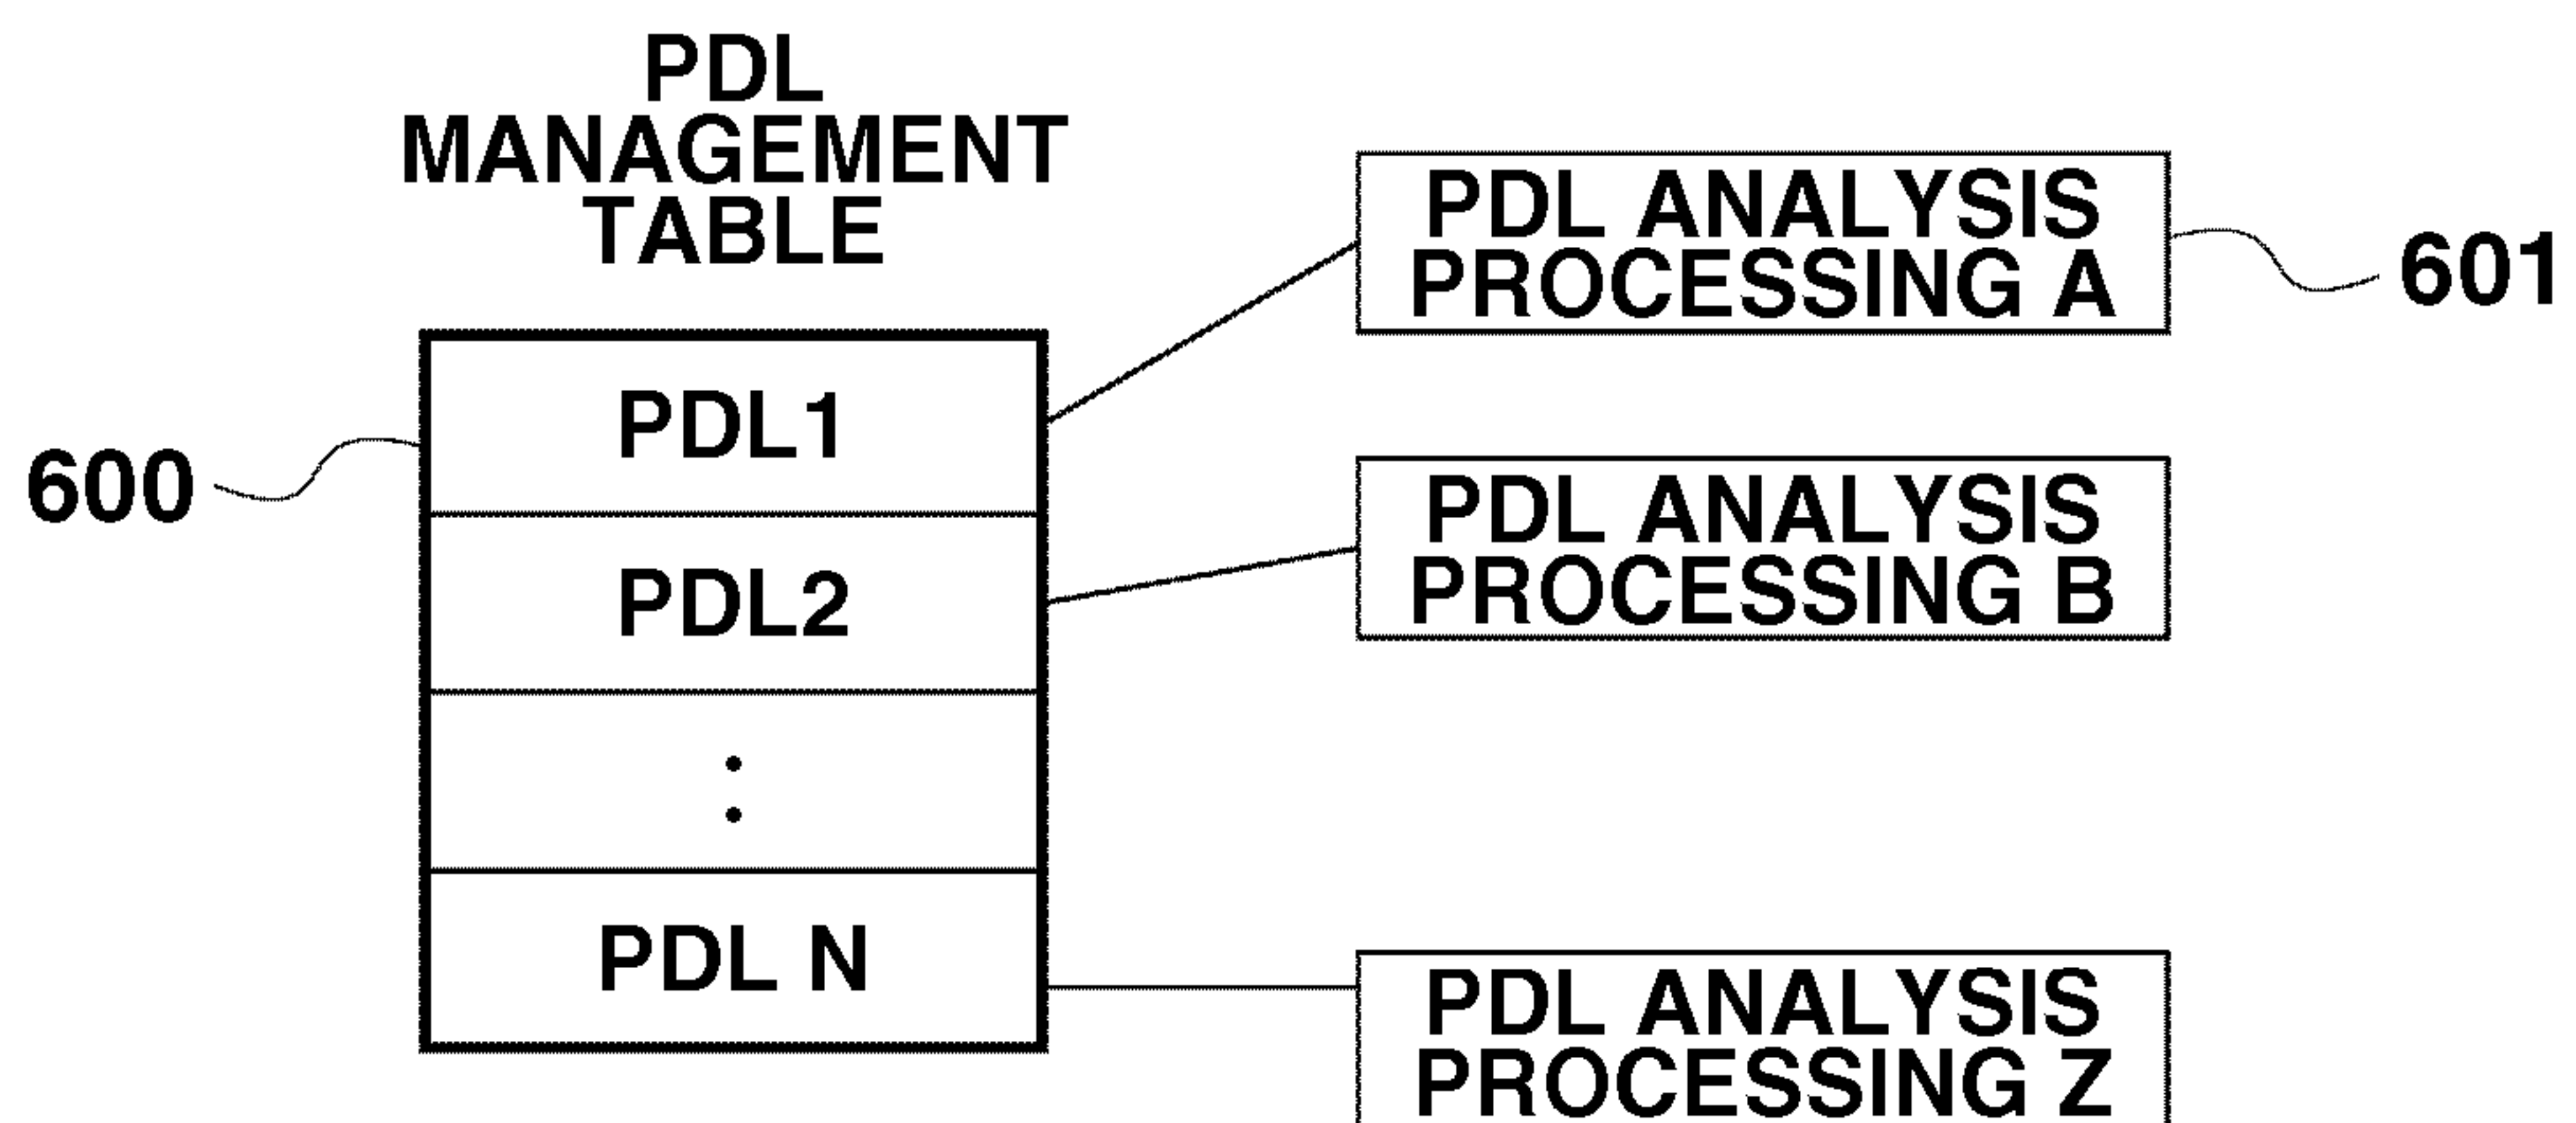 PDL
MANAGEMENT
TABLE
PDL ANALYSIS
PROCESSING A
601
600
PDL1
PDL2
PDL ANALYSIS
PROCESSING B
:
PDL N
PDL ANALYSIS
PROCESSING Z